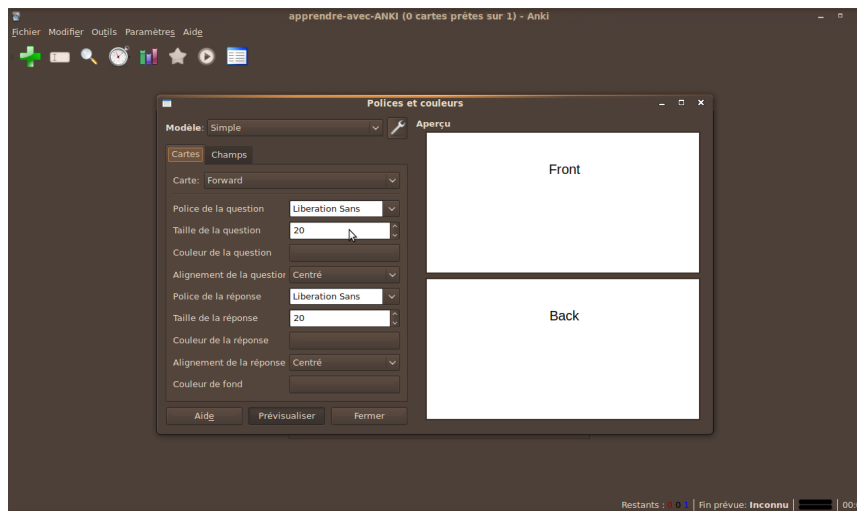 apprendre-avec-ANKI (0 cartes prêtes sur 1) - Anki
Fichier Modifier Outils Paramètres Aide
Polices et couleurs
Modèle: Simple
Aperçu
Cartes Champs
Carte: Forward
Police de la question Liberation Sans
Taille de la question 20
Couleur de la question
Alignement de la question Centré
Police de la réponse Liberation Sans
Taille de la réponse 20
Couleur de la réponse
Alignement de la réponse Centré
Couleur de fond
Aide Prévisualiser Fermer
Front
Back
Restants : 0 0 1 Fin prévue: Inconnu 00: